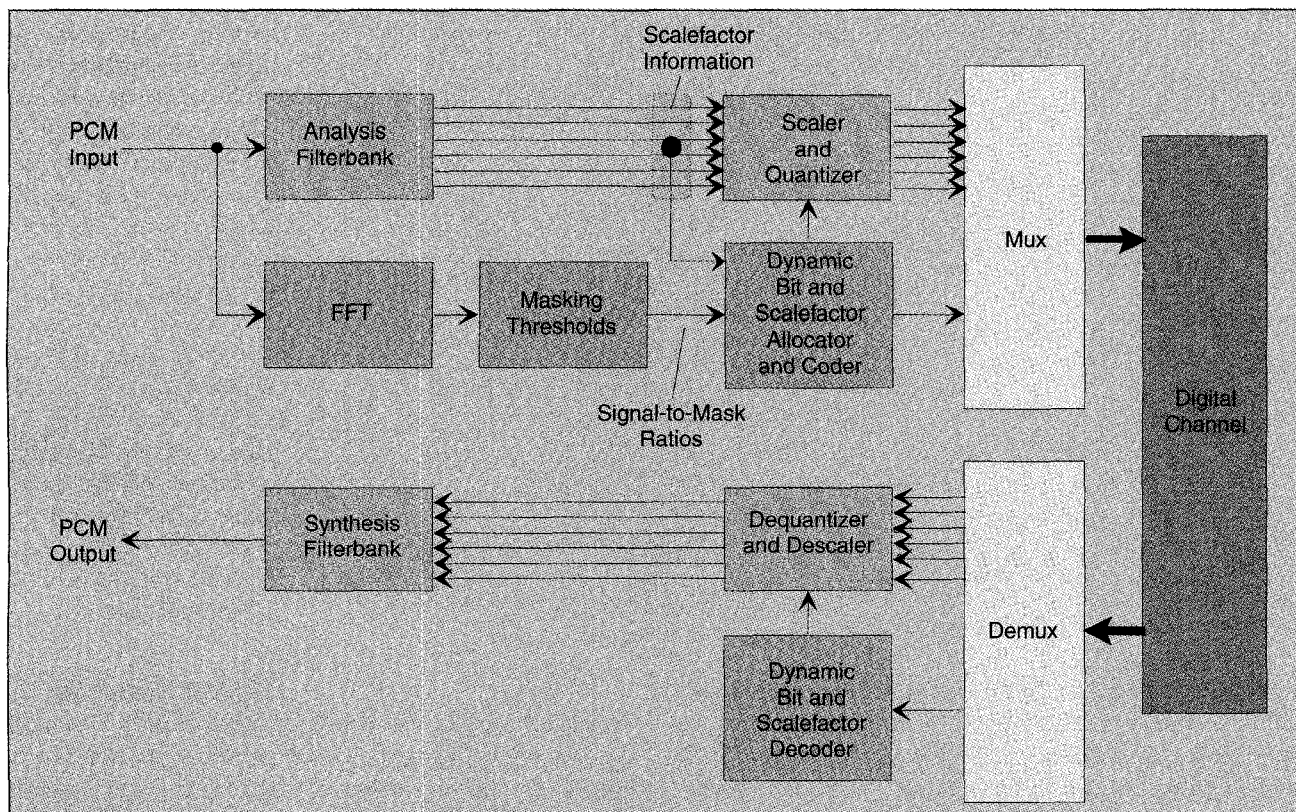 Scalefactor
Information
PCM
Input
Analysis
Filterbank
Scaler
and
Quantizer
Mux
FFT
Masking
Thresholds
Dynamic
Bit and
Scalefactor
Allocator
and Coder
Signal-to-Mask
Ratios
Digital
Channel
PCM
Output
Synthesis
Filterbank
Dequantizer
and Descaler
Demux
Dynamic
Bit and
Scalefactor
Decoder